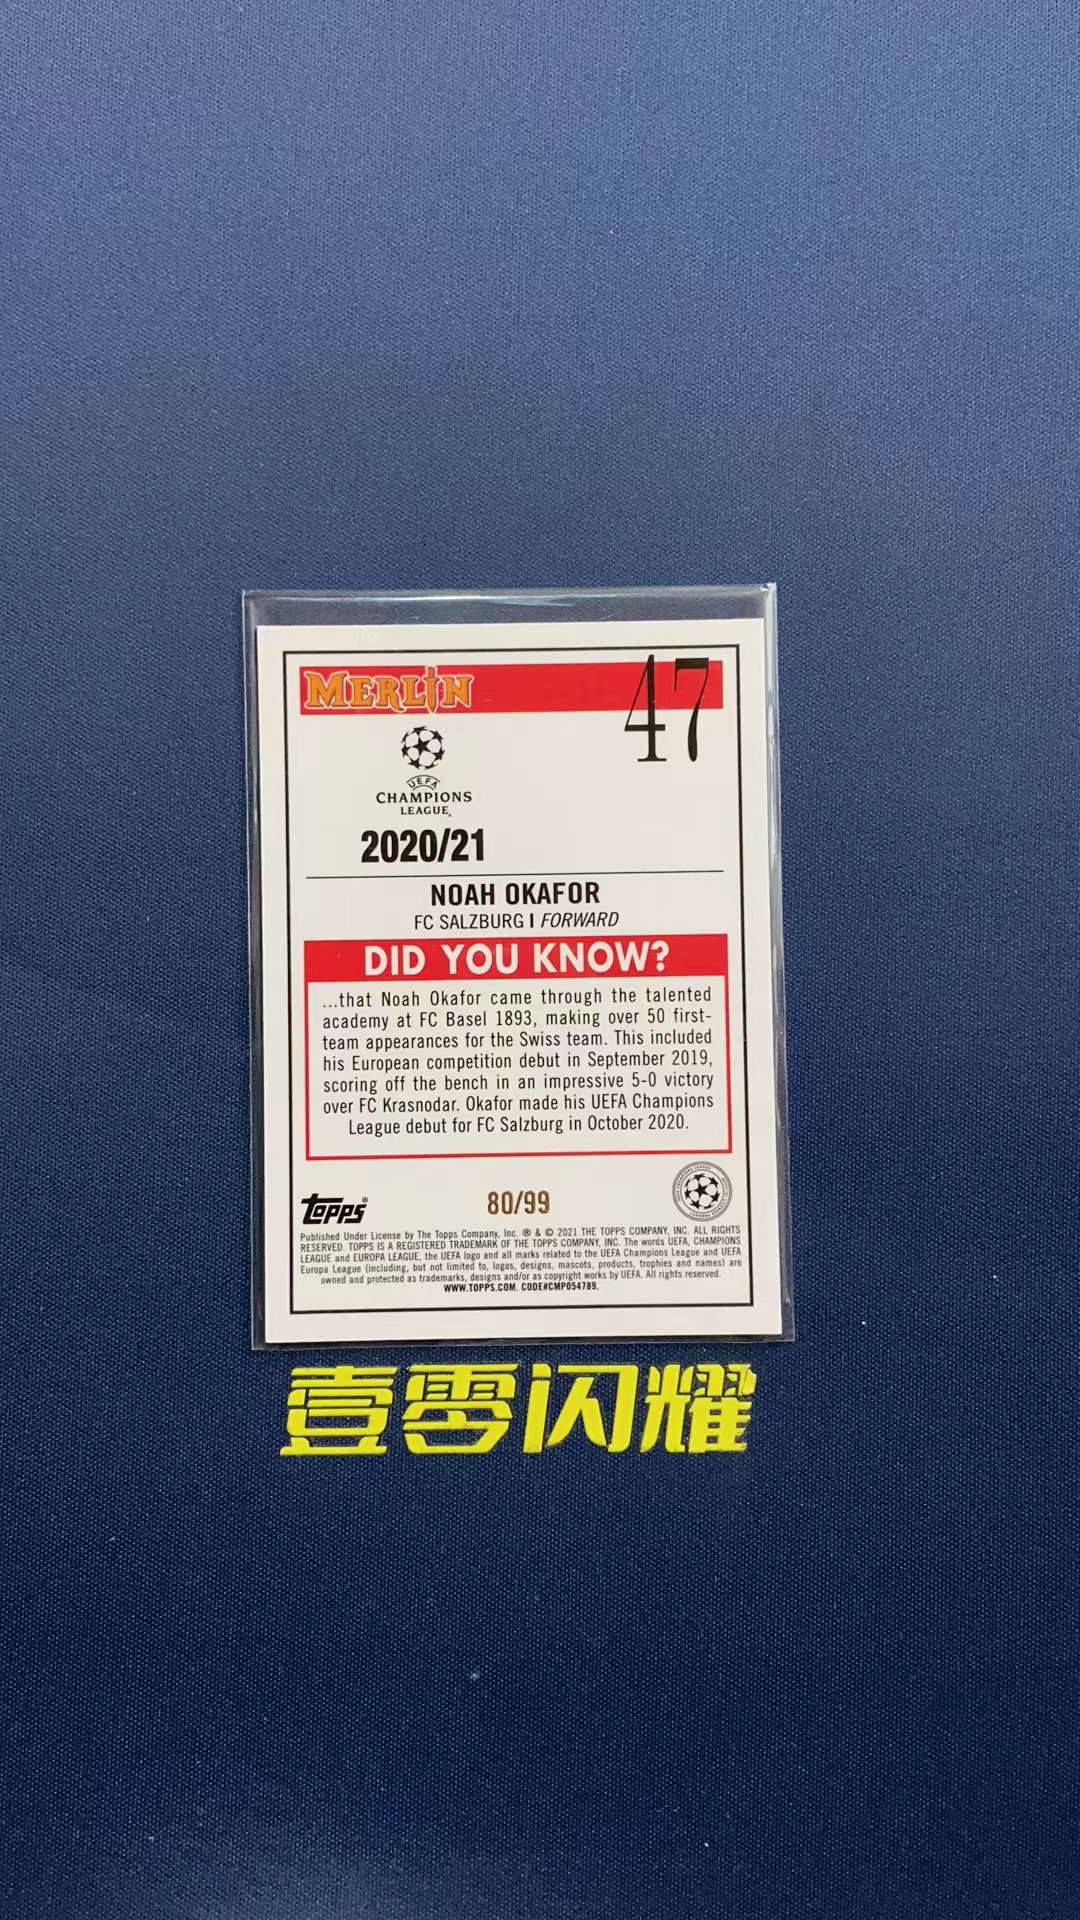 MERLIN
47
UEFA
CHAMPIONS
LEAGUE®
2020/21
NOAH OKAFOR
FC SALZBURG | FORWARD
DID YOU KNOW?
...that Noah Okafor came through the talented
academy at FC Basel 1893, making over 50 first-
team appearances for the Swiss team. This included
his European competition debut in September 2019,
scoring off the bench in an impressive 5-0 victory
over FC Krasnodar. Okafor made his UEFA Champions
League debut for FC Salzburg in October 2020.
Topps®
80/99
Published Under License by The Topps Company, Inc. ® & © 2021 THE TOPPS COMPANY, INC. ALL RIGHTS
RESERVED. TOPPS IS A REGISTERED TRADEMARK OF THE TOPPS COMPANY, INC. The words UEFA, CHAMPIONS
LEAGUE and EUROPA LEAGUE, the UEFA logo and all marks related to the UEFA Champions League and UEFA
Europa League (including, but not limited to, logos, designs, mascots, products, trophies and names) are
owned and protected as trademarks, designs and/or as copyright works by UEFA. All rights reserved.
WWW.TOPPS.COM. CODE#CMP054789.
壹零闪耀